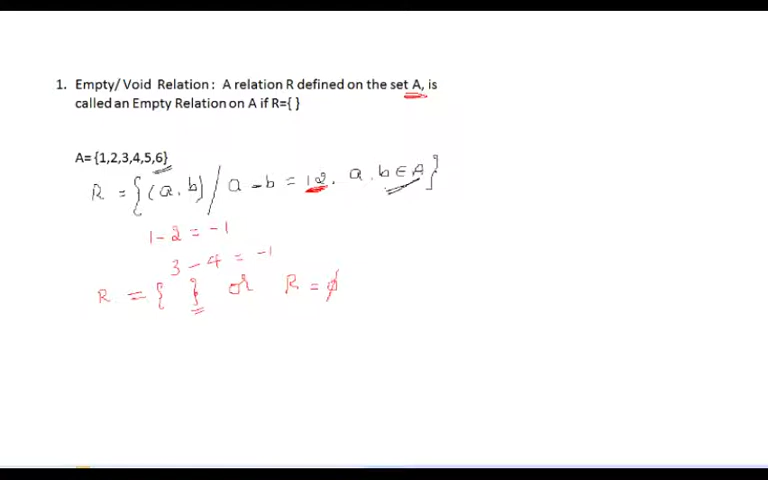 1. Empty/ Void Relation : A relation R defined on the set A, is
called an Empty Relation on A if R={ }
A= {1,2,3,4,5,6}
R = {(a, b) / a - b = 12, a, b ∈ A}
1 - 2 = -1
3 - 4 = -1
R = { } or R = ϕ